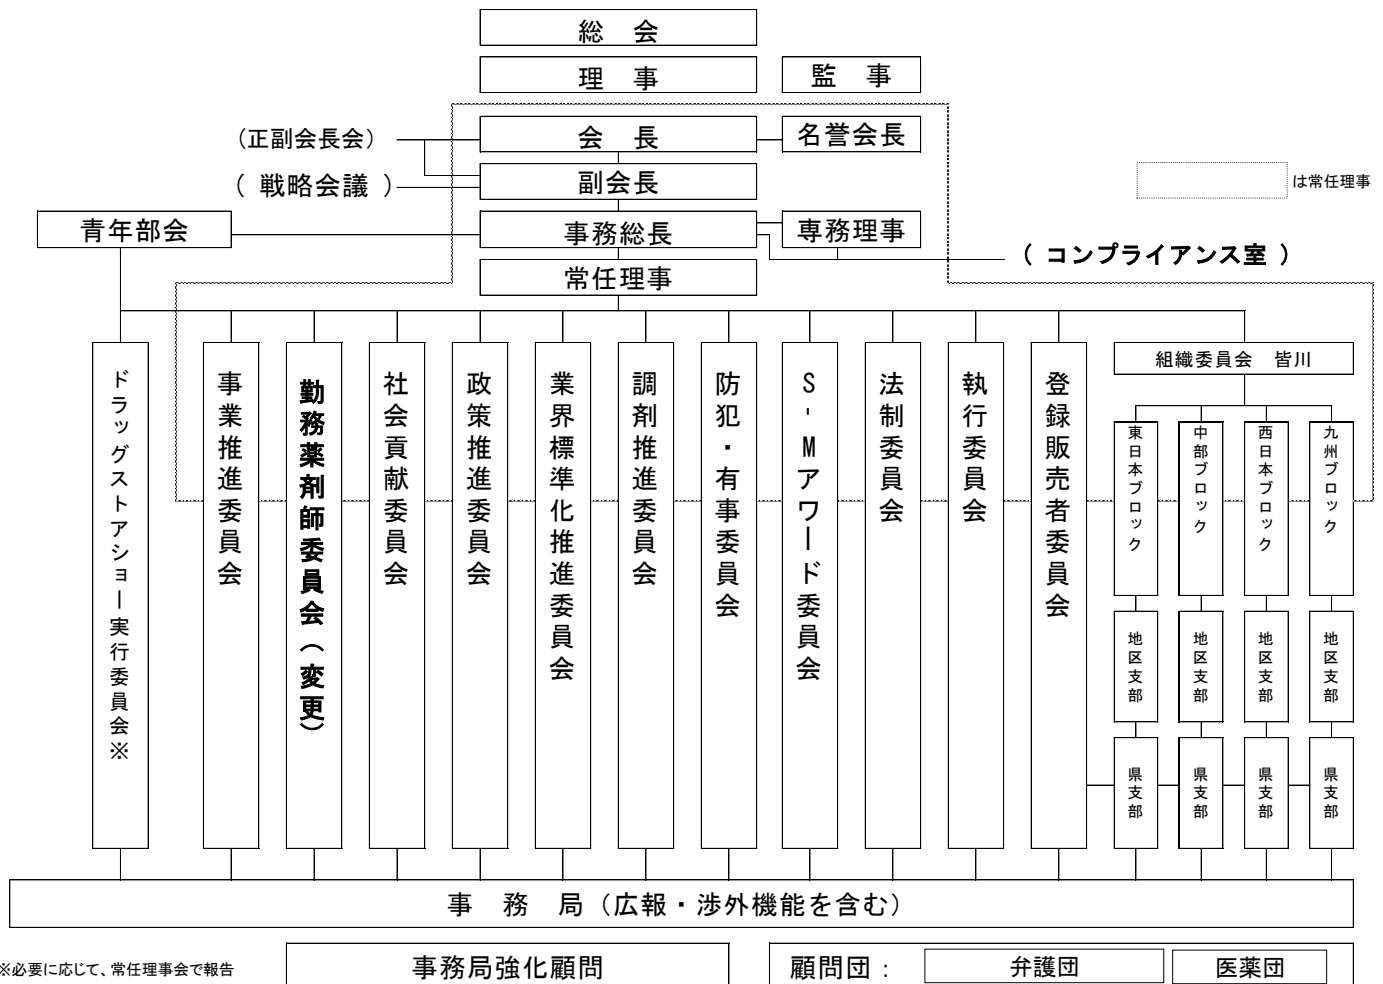 総　会
理　事
監　事
(正副会長会)
会　長
名誉会長
( 戦略会議 )
副会長
は常任理事
青年部会
事務総長
専務理事
( コンプライアンス室 )
常任理事
ドラッグストアショー実行委員会※
事業推進委員会
勤務薬剤師委員会(変更)
社会貢献委員会
政策推進委員会
業界標準化推進委員会
調剤推進委員会
防犯・有事委員会
S'Mアワード委員会
法制委員会
執行委員会
登録販売者委員会
組織委員会　皆川
東日本ブロック
中部ブロック
西日本ブロック
九州ブロック
地区支部
地区支部
地区支部
地区支部
県支部
県支部
県支部
県支部
事　務　局（広報・渉外機能を含む）
※必要に応じて、常任理事会で報告
事務局強化顧問
顧問団：
弁護団
医薬団